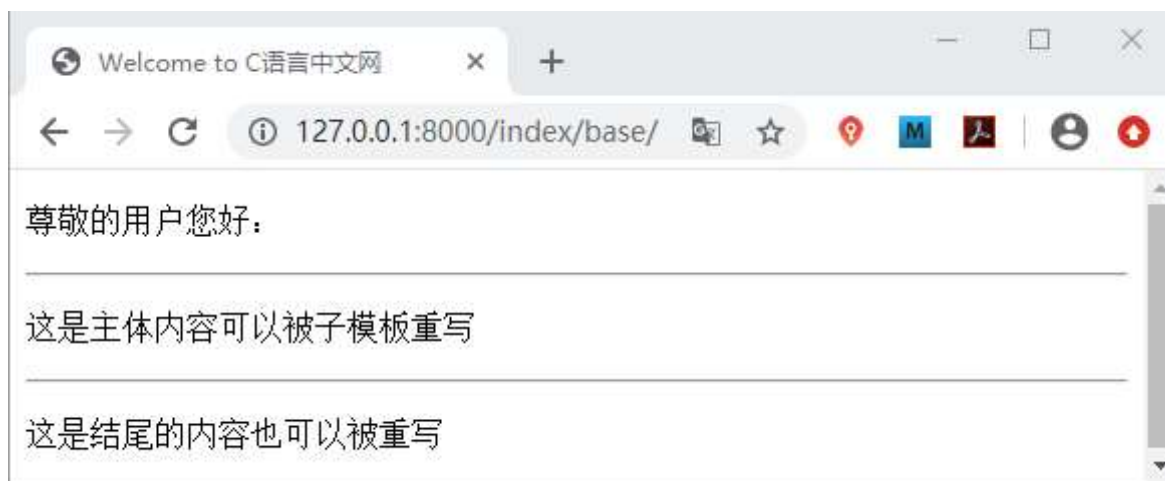 Welcome to C语言中文网
127.0.0.1:8000/index/base/
M
尊敬的用户您好：
这是主体内容可以被子模板重写
这是结尾的内容也可以被重写